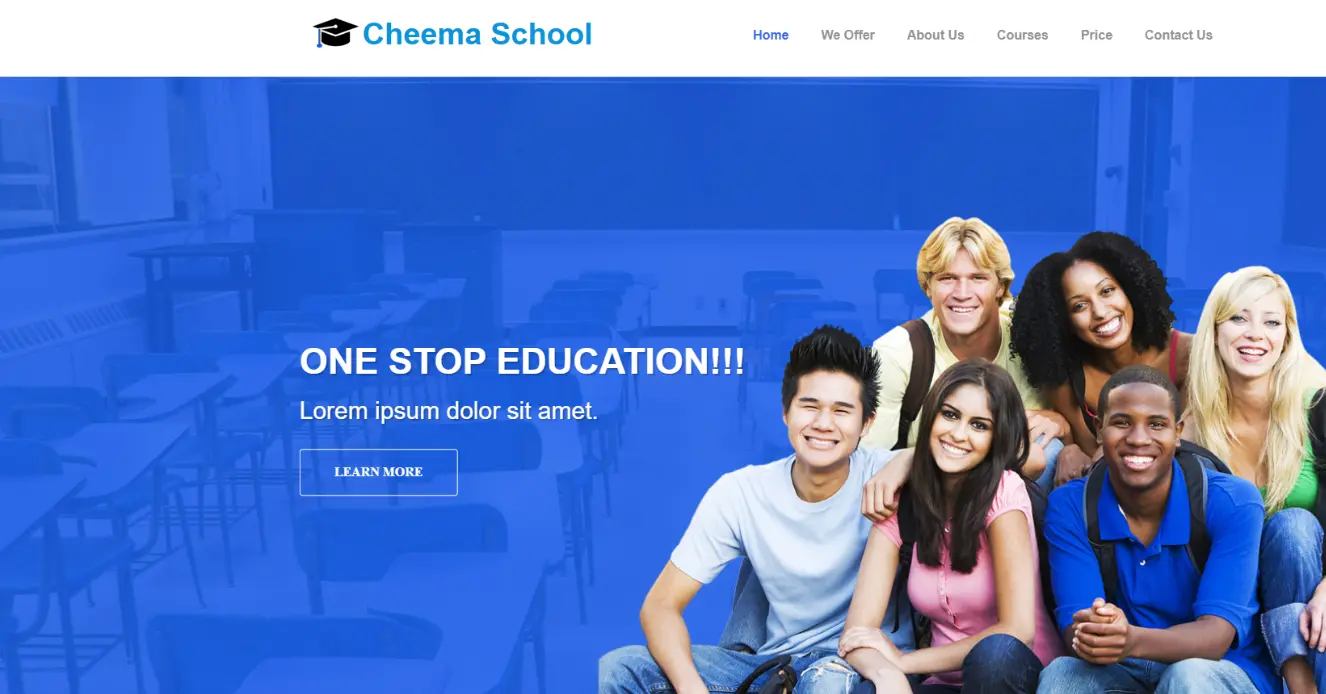 Cheema School
Home We Offer About Us Courses Price Contact Us
ONE STOP EDUCATION!!!
Lorem ipsum dolor sit amet.
LEARN MORE